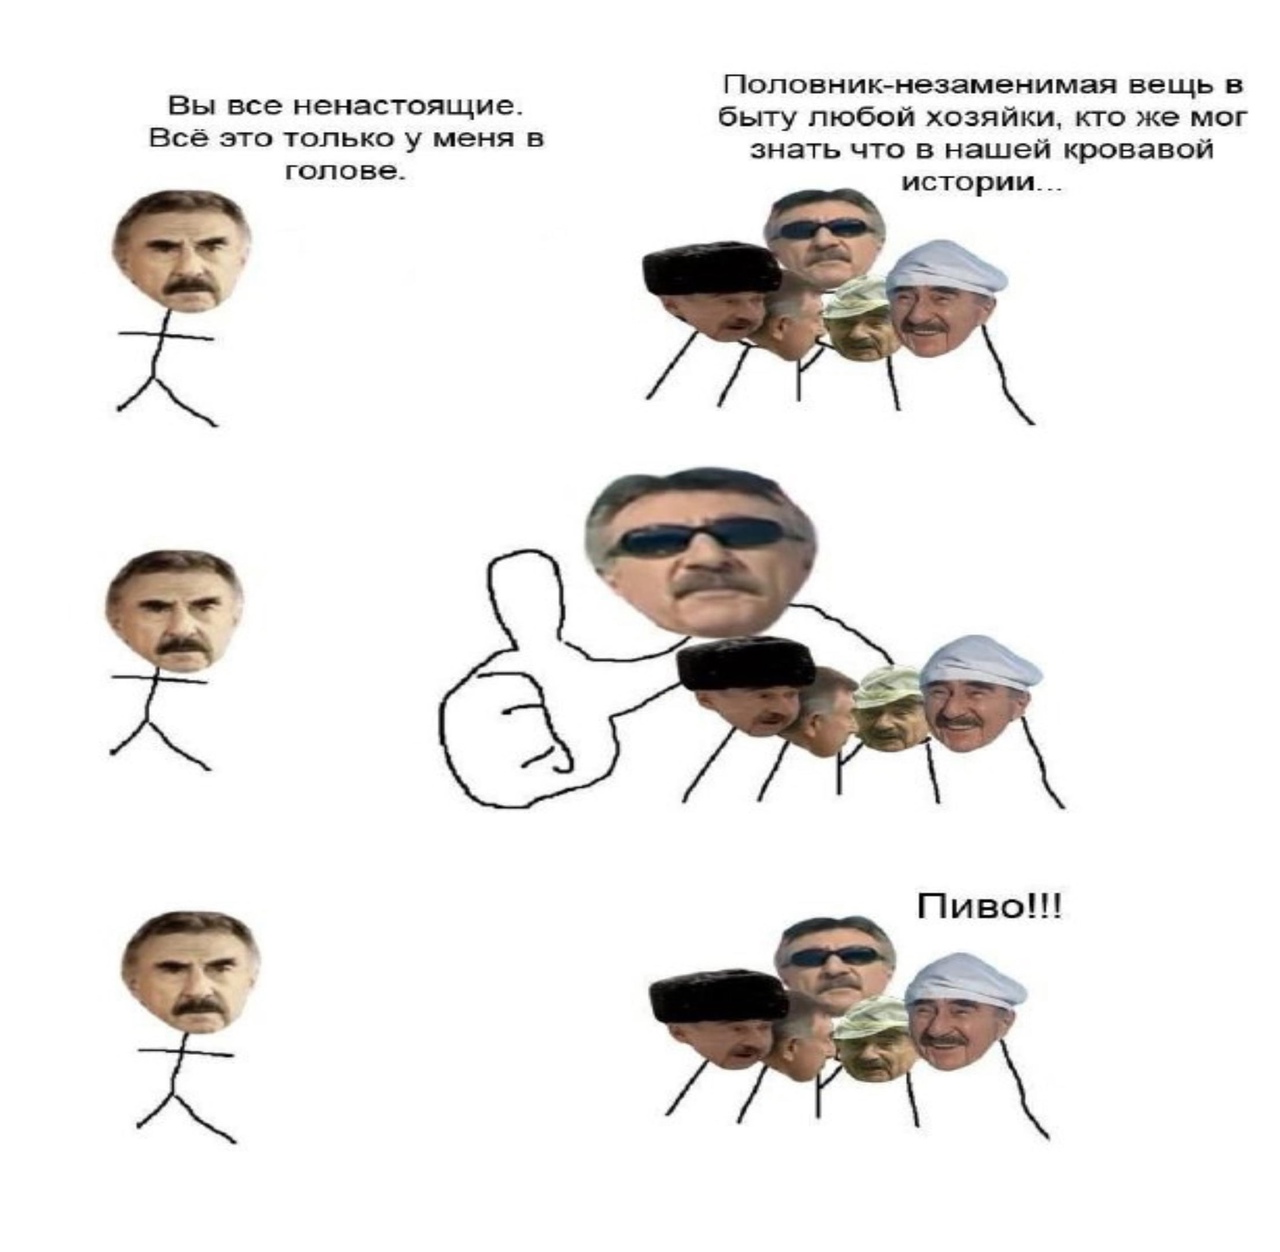 Вы все ненастоящие.
Всё это только у меня в
голове.
Половник-незаменимая вещь в
быту любой хозяйки, кто же мог
знать что в нашей кровавой
истории...
Пиво!!!